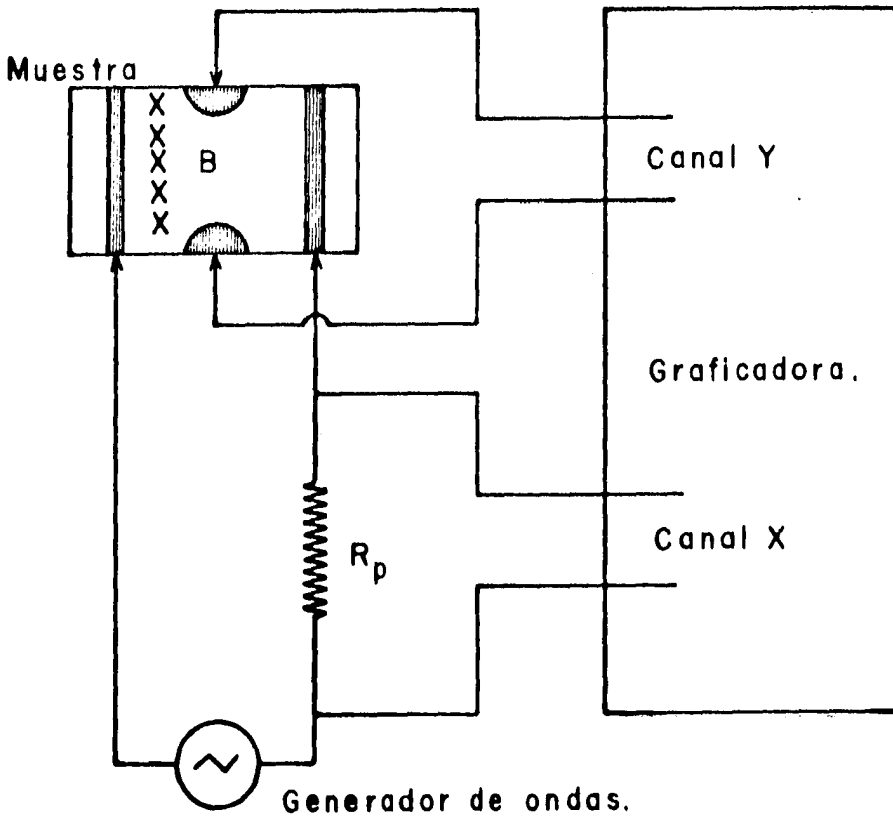 Muestra
X
X
X
X
X
B
Canal Y
Graficadora.
Canal X
Rp
Generador de ondas.